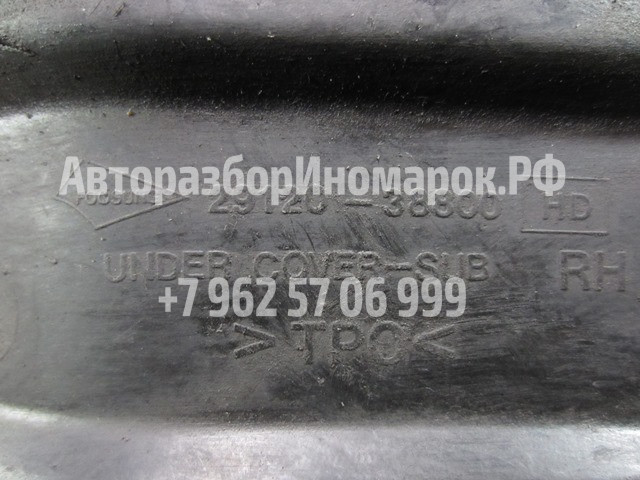 АвторазборИномарок.РФ
29120-38800 HD
UNDER COVER-SUB RH
+7 962 57 06 999
>TPO<